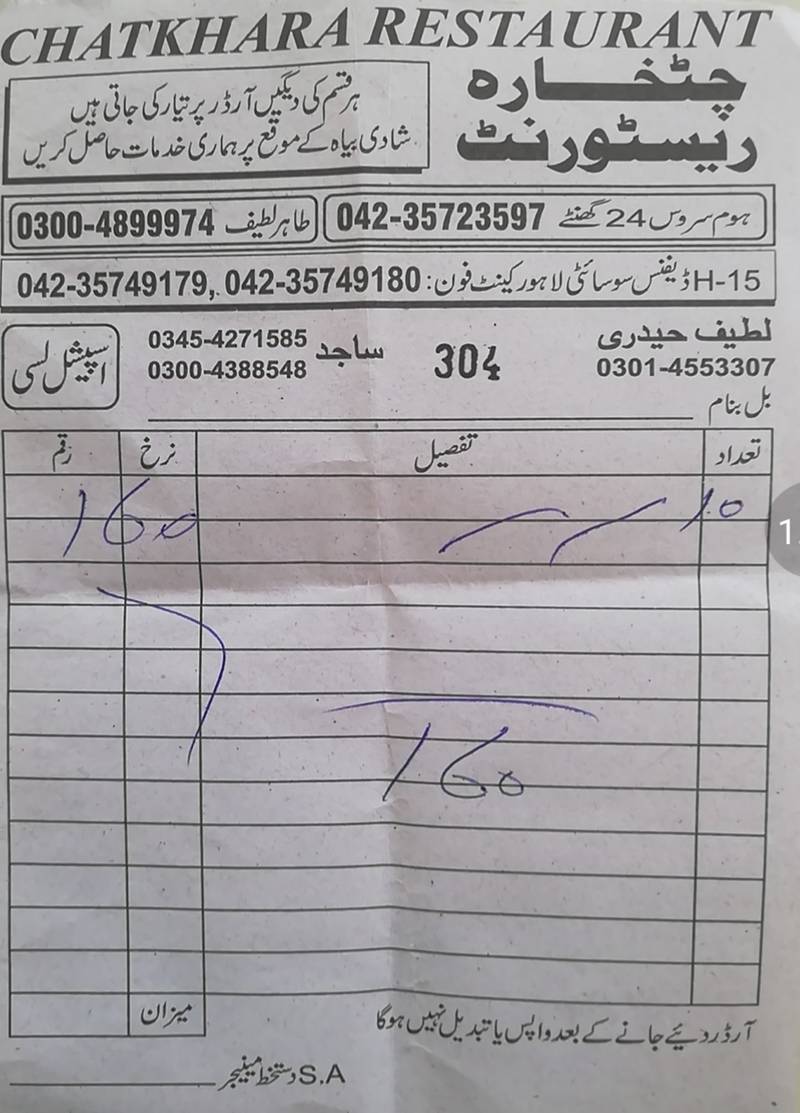 CHATKHARA RESTAURANT
چٹخارہ
ریسٹورنٹ
ہر قسم کی دیگیں آرڈر پر تیار کی جاتی ہیں
شادی بیاہ کے موقع پر ہماری خدمات حاصل کریں
ہوم سروس 24 گھنٹے 042-35723597
طاہر لطیف 0300-4899974
H-15 ڈیفنس سوسائٹی لاہور کینٹ فون: 042-35749180 ,042-35749179
لطیف حیدری
0301-4553307
304
ساجد
0345-4271585
0300-4388548
اسپیشل لسی
بل بنام
تعداد تفصیل نرخ رقم
10 160
160
میزان
آرڈر دیئے جانے کے بعد واپس یا تبدیل نہیں ہوگا
S.A دستخط مینیجر
1